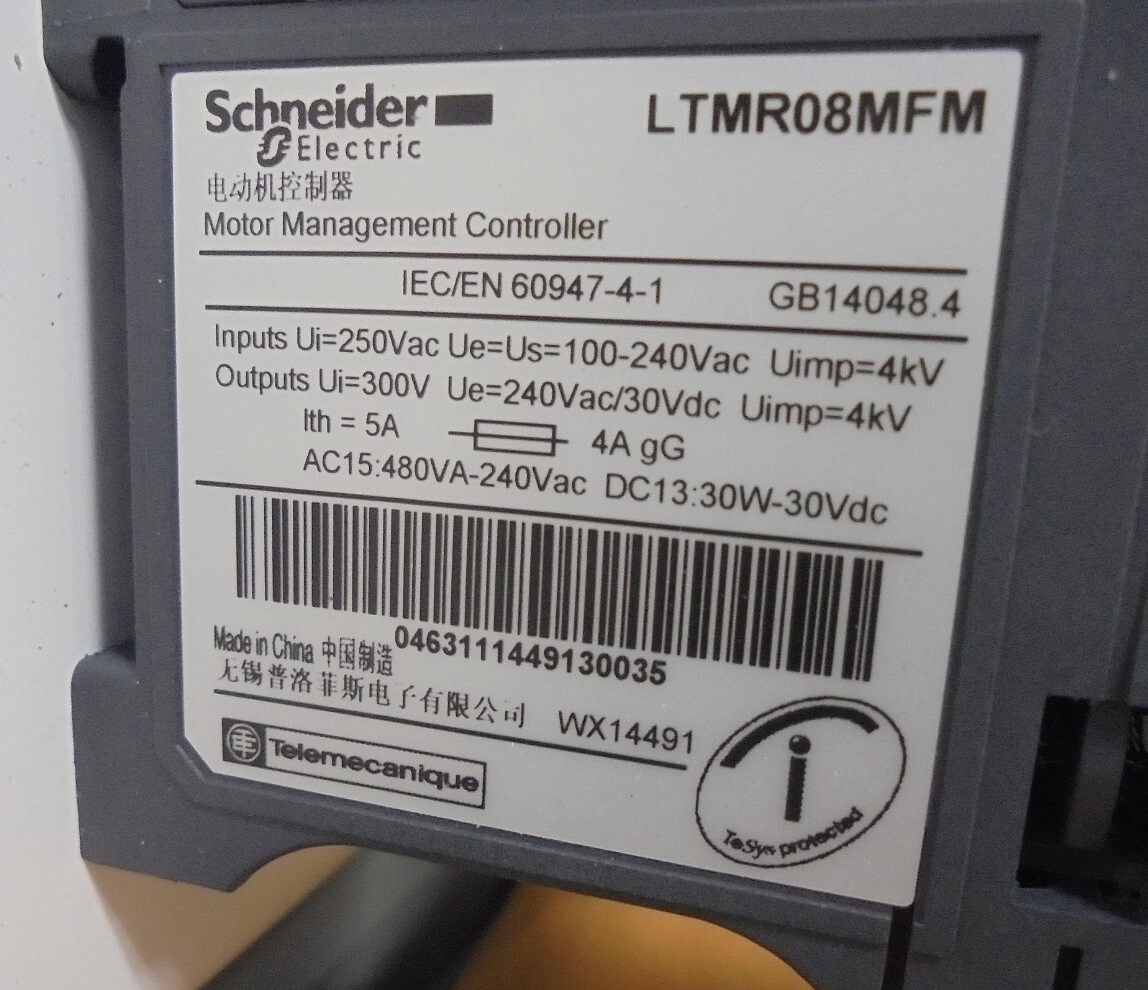 Schneider
Electric
LTMR08MFM
电动机控制器
Motor Management Controller
IEC/EN 60947-4-1 GB14048.4
Inputs Ui=250Vac Ue=Us=100-240Vac Uimp=4kV
Outputs Ui=300V Ue=240Vac/30Vdc Uimp=4kV
Ith = 5A 4A gG
AC15:480VA-240Vac DC13:30W-30Vdc
0463111449130035
Made in China 中国制造
无锡普洛菲斯电子有限公司 WX14491
Telemecanique
i
TeSys protected